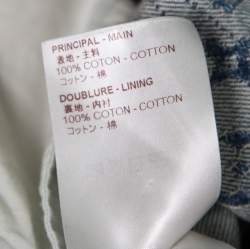 PRINCIPAL - MAIN
表地 - 主料
100% COTON - COTTON
コットン - 棉
DOUBLURE - LINING
裏地 - 内衬
100% COTON - COTTON
コットン - 棉